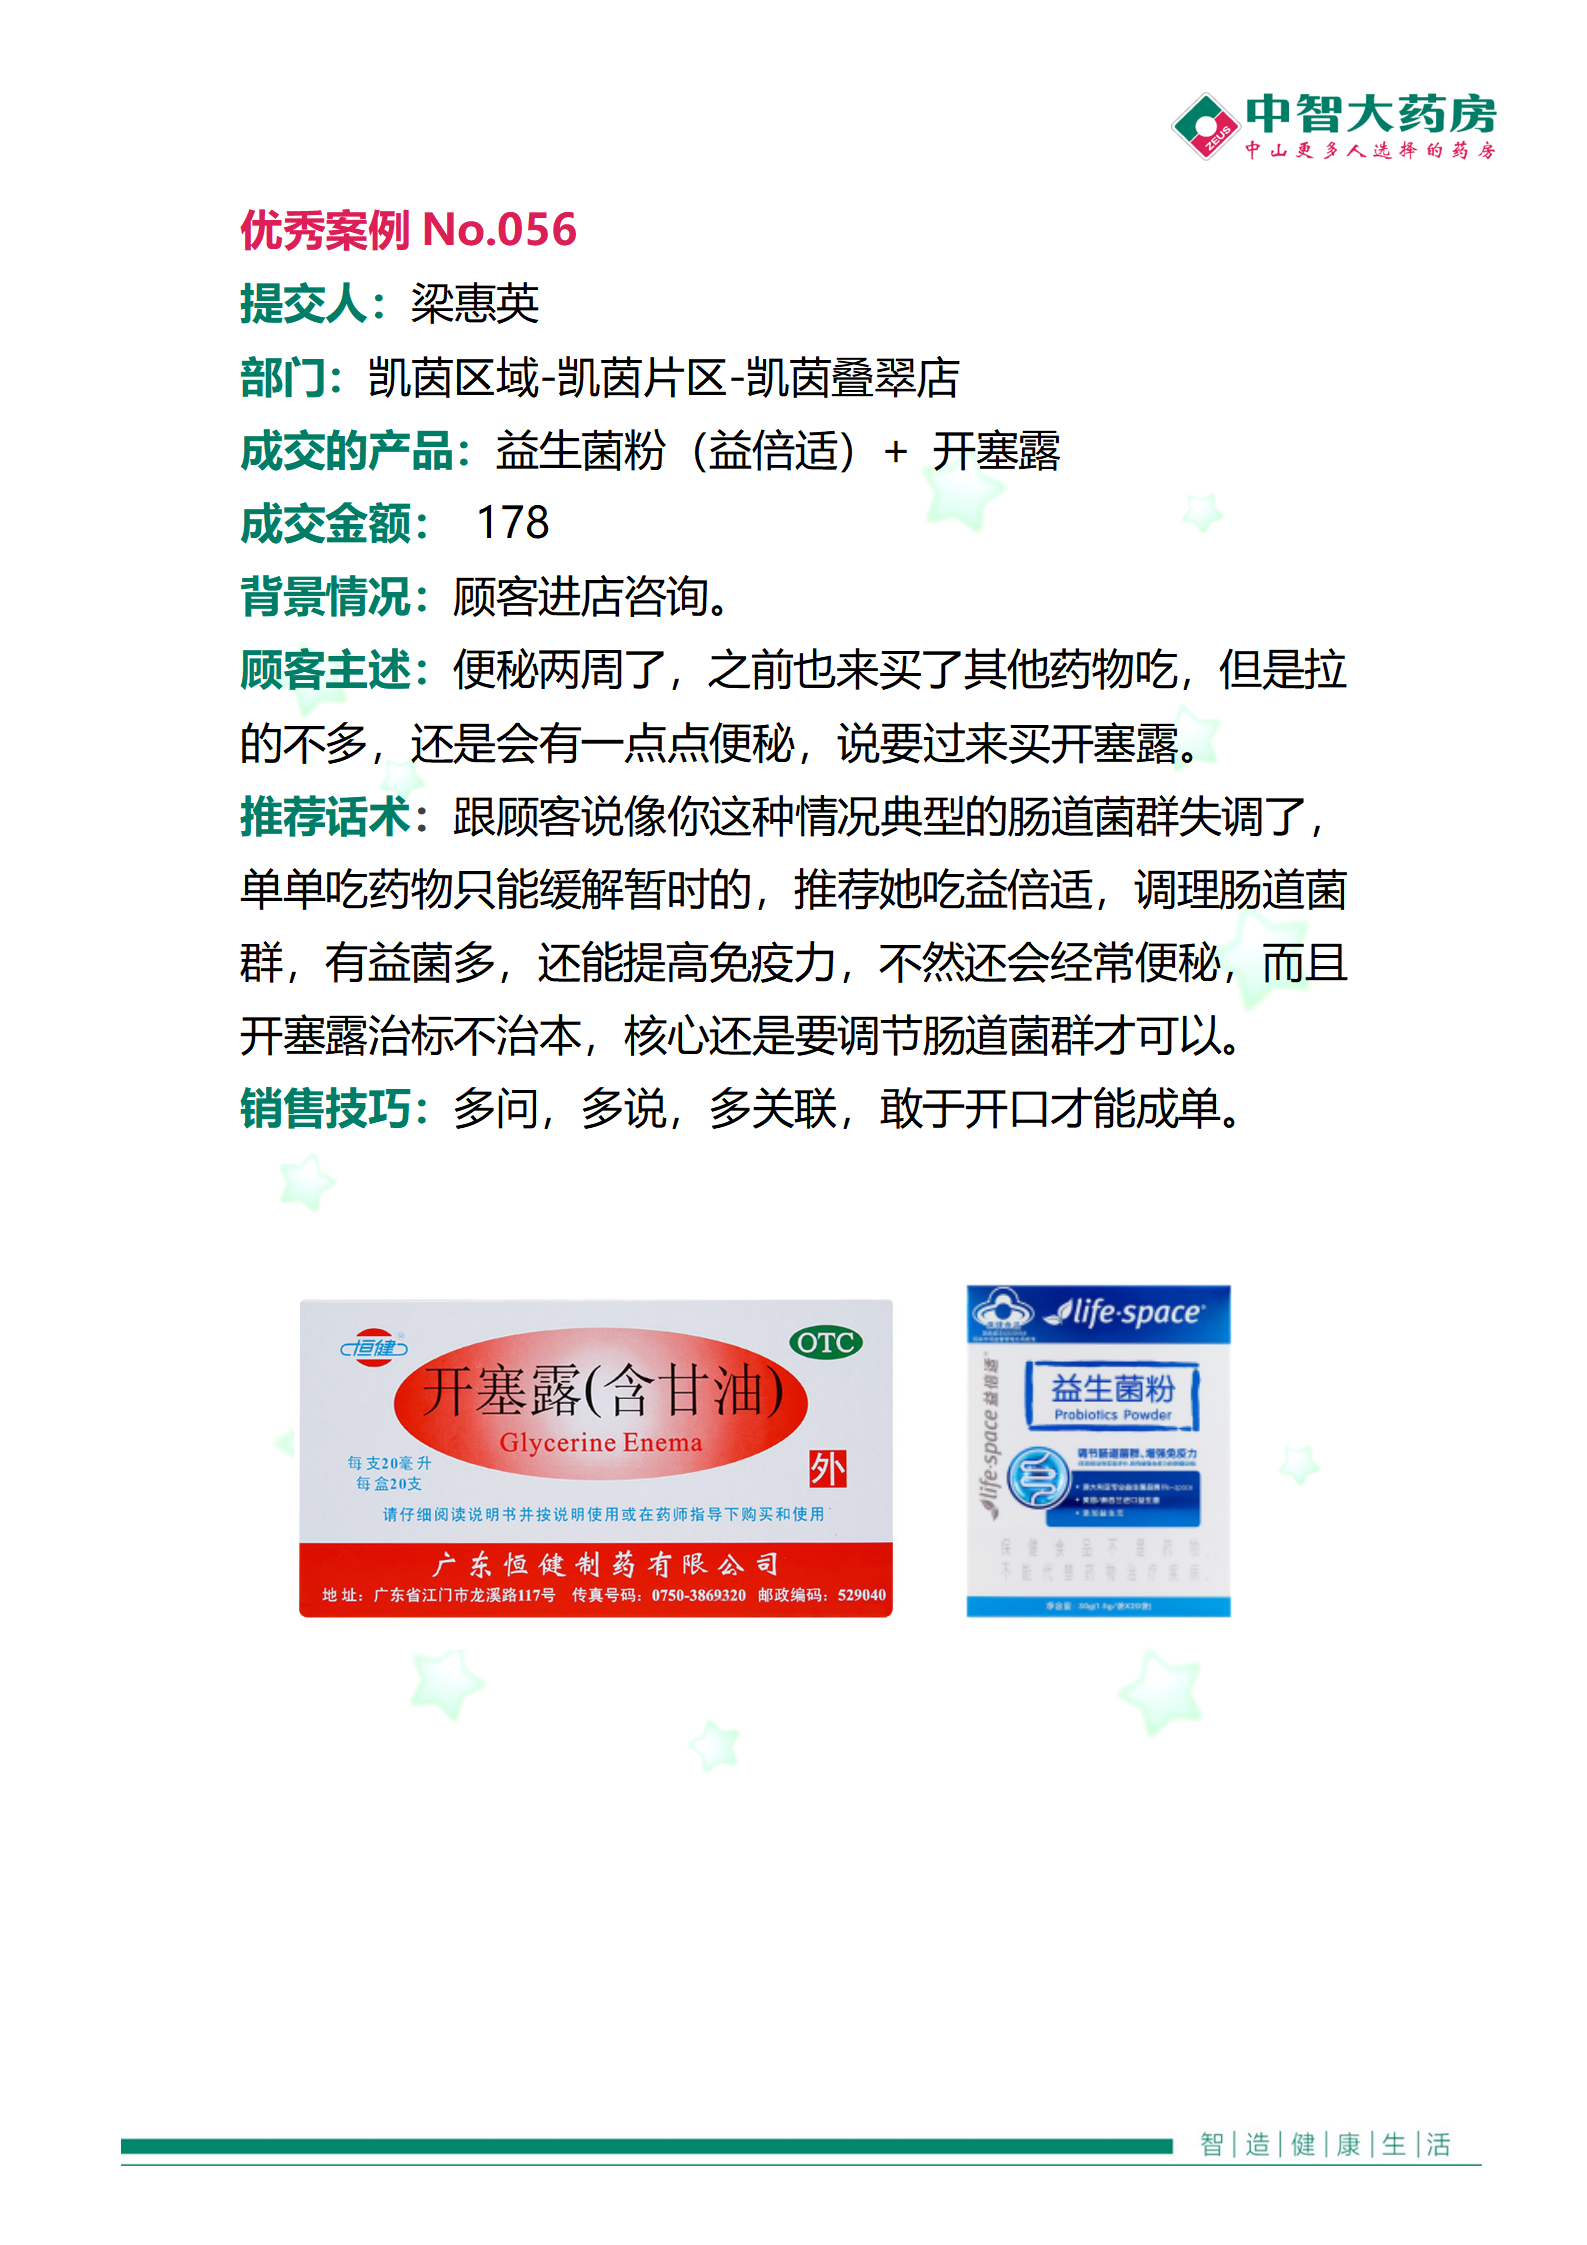 中智大药房
ZEUS
中山更多人选择的药房
优秀案例 No.056
提交人：梁惠英
部门：凯茵区域-凯茵片区-凯茵叠翠店
成交的产品：益生菌粉（益倍适）+ 开塞露
成交金额： 178
背景情况：顾客进店咨询。
顾客主述：便秘两周了，之前也来买了其他药物吃，但是拉
的不多，还是会有一点点便秘，说要过来买开塞露。
推荐话术：跟顾客说像你这种情况典型的肠道菌群失调了，
单单吃药物只能缓解暂时的，推荐她吃益倍适，调理肠道菌
群，有益菌多，还能提高免疫力，不然还会经常便秘，而且
开塞露治标不治本，核心还是要调节肠道菌群才可以。
销售技巧：多问，多说，多关联，敢于开口才能成单。
恒健
OTC
开塞露(含甘油)
Glycerine Enema
每支20毫升
每盒20支
外
请仔细阅读说明书并按说明使用或在药师指导下购买和使用
广东恒健制药有限公司
地址：广东省江门市龙溪路117号 传真号码：0750-3869320 邮政编码：529040
life·space®
保健食品
life·space 益倍适
益生菌粉
Probiotics Powder
调节肠道菌群、增强免疫力
保健食品不是药物，
不能代替药物治疗疾病。
智|造|健|康|生|活